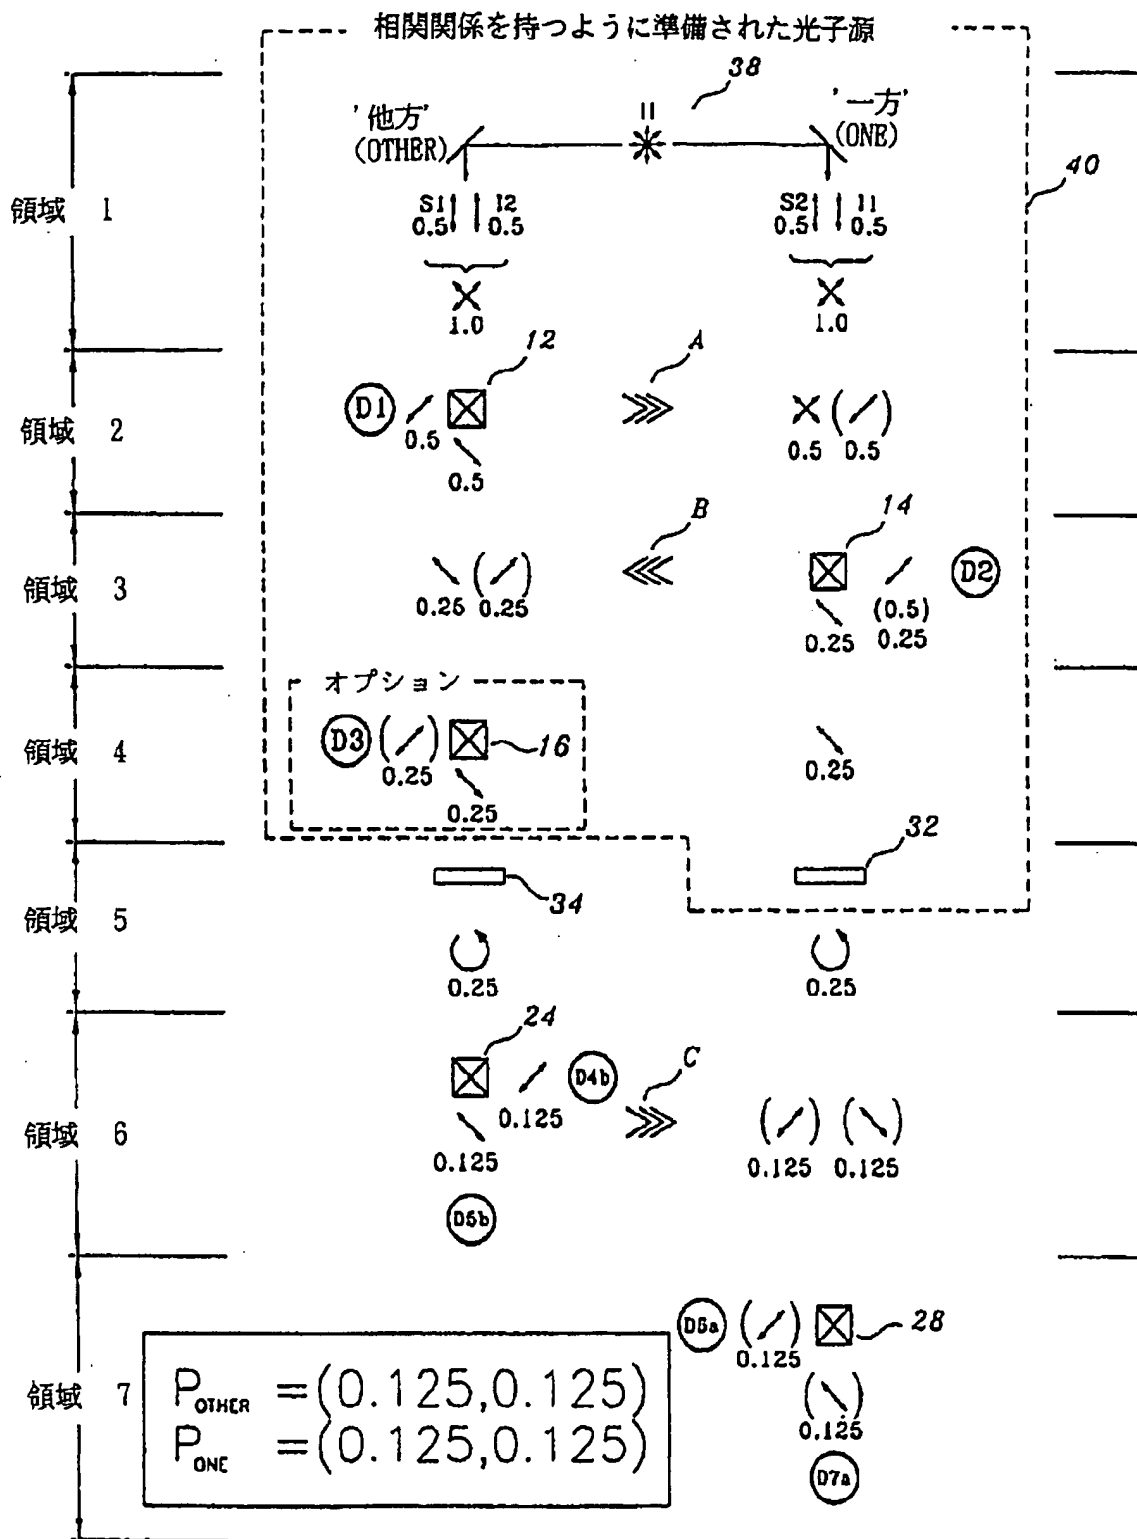 相関関係を持つように準備された光子源
38
'他方'
(OTHER)
II
'一方'
(ONE)
40
領域 1
S1 I2
0.5 0.5
S2 I1
0.5 0.5
1.0
1.0
12
A
領域 2
D1
0.5
0.5
0.5 0.5
B
14
領域 3
0.25 0.25
D2
(0.5)
0.25
0.25
オプション
領域 4
D3
0.25
16
0.25
0.25
32
34
領域 5
0.25
0.25
24
C
D4b
0.125
領域 6
0.125
0.125 0.125
D5b
D6a
28
0.125
領域 7
0.125
D7a
POTHER =(0.125,0.125)
PONE =(0.125,0.125)